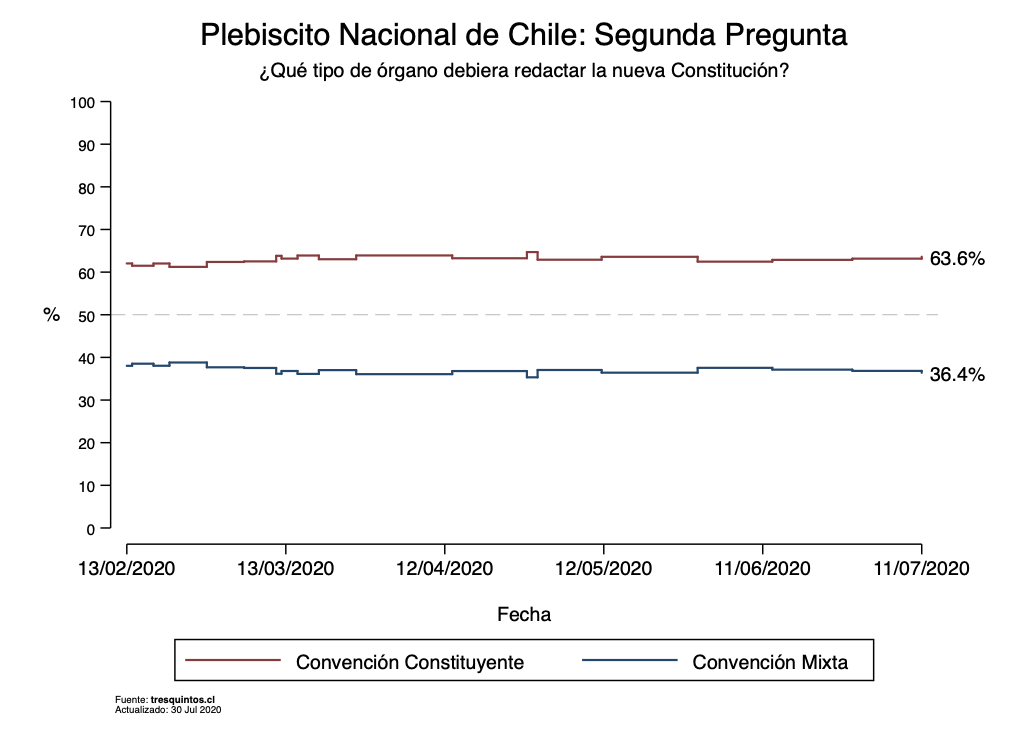 Plebiscito Nacional de Chile: Segunda Pregunta
¿Qué tipo de órgano debiera redactar la nueva Constitución?
100
90
80
70
60
50
40
30
20
10
0
%
63.6%
36.4%
13/02/2020 13/03/2020 12/04/2020 12/05/2020 11/06/2020 11/07/2020
Fecha
Convención Constituyente Convención Mixta
Fuente: tresquintos.cl
Actualizado: 30 Jul 2020